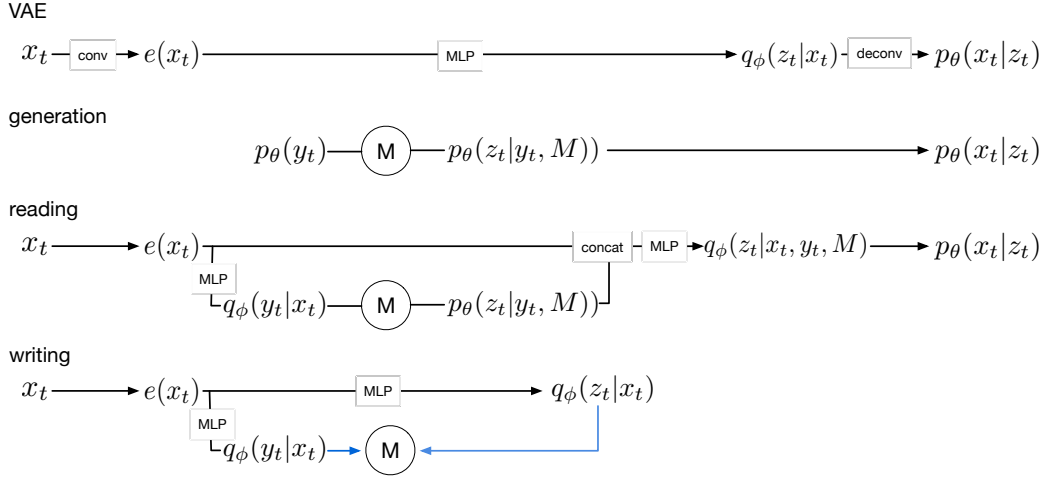 VAE
x_t conv e(x_t) MLP q_ϕ(z_t|x_t) deconv p_θ(x_t|z_t)
generation
p_θ(y_t) M p_θ(z_t|y_t, M)) p_θ(x_t|z_t)
reading
x_t e(x_t) concat MLP q_ϕ(z_t|x_t, y_t, M) p_θ(x_t|z_t)
MLP
q_ϕ(y_t|x_t) M p_θ(z_t|y_t, M))
writing
x_t e(x_t) MLP q_ϕ(z_t|x_t)
MLP
q_ϕ(y_t|x_t) M